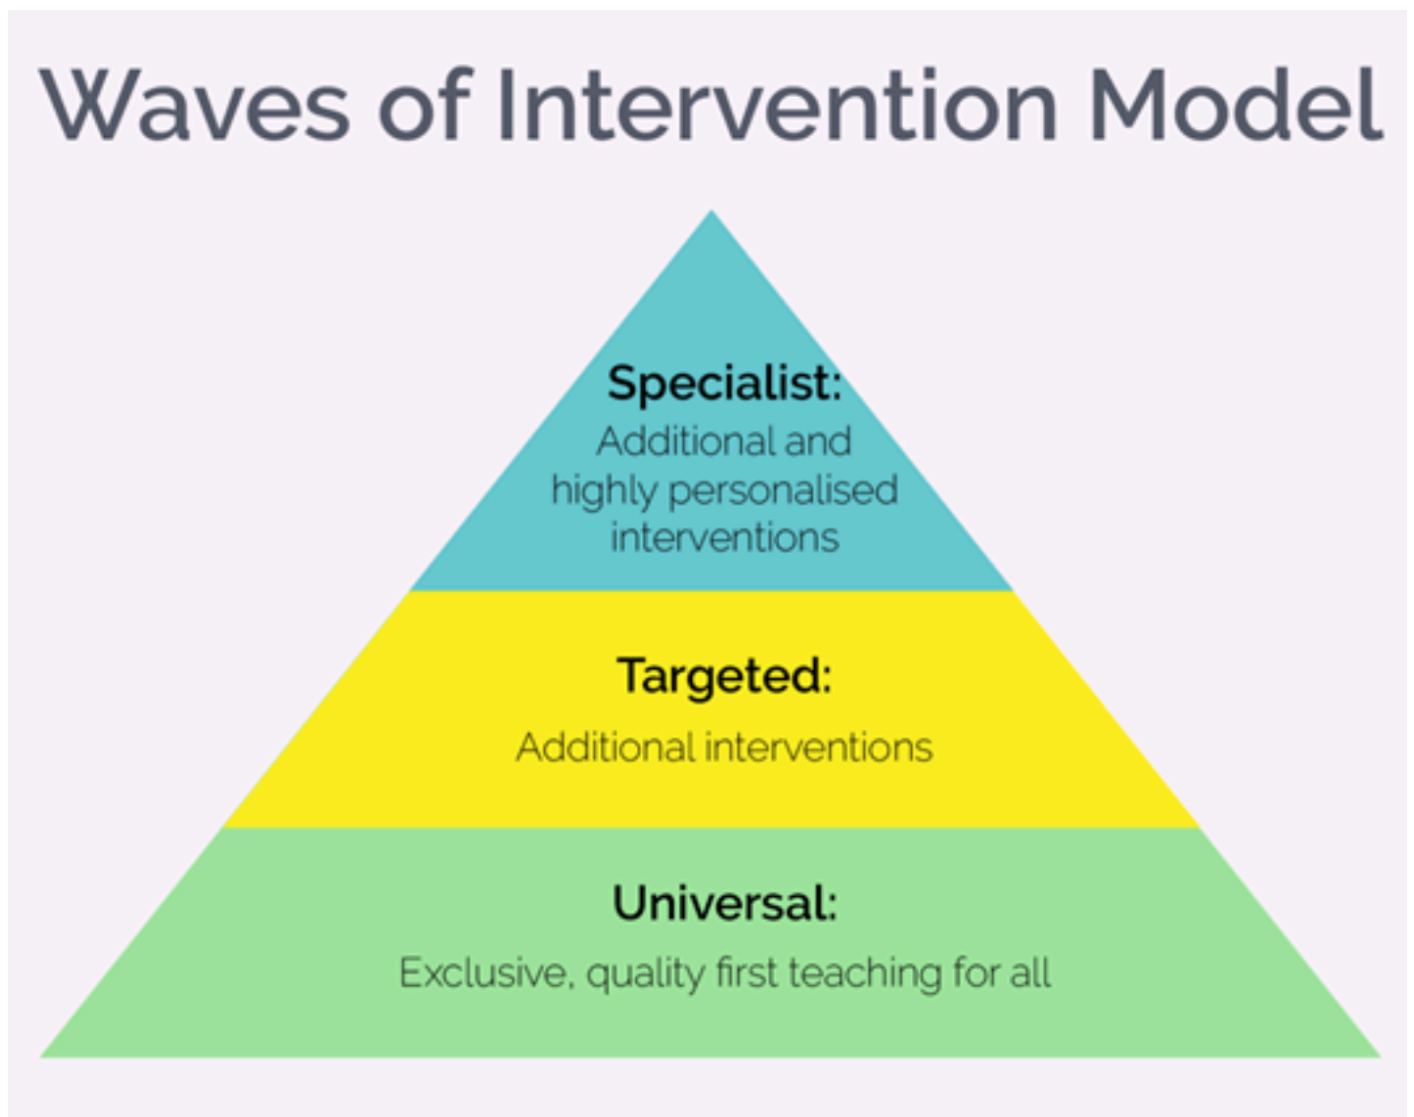 Waves of Intervention Model
Specialist:
Additional and
highly personalised
interventions
Targeted:
Additional interventions
Universal:
Exclusive, quality first teaching for all